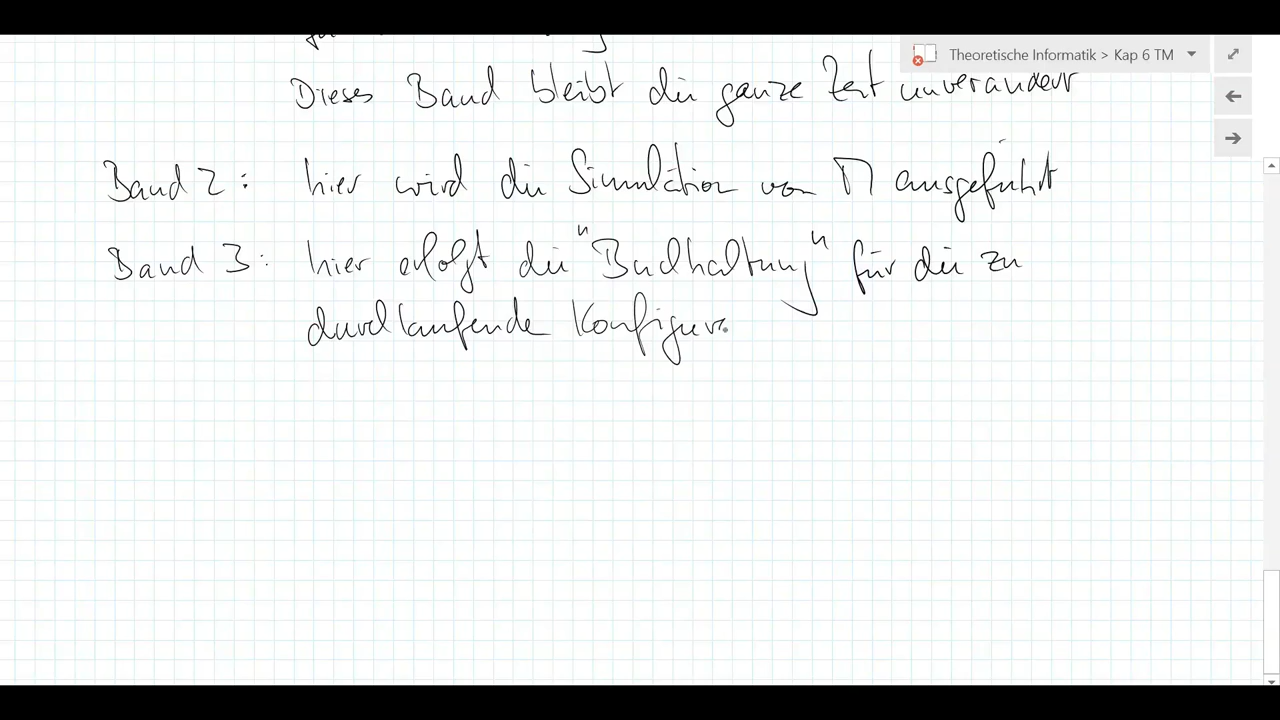 Theoretische Informatik > Kap 6 TM
Dieses Band bleibt die ganze Zeit unverändert
Band 2: hier wird die Simulation von M ausgeführt
Band 3: hier erfolgt die "Buchhaltung" für die zu
durchlaufende Konfigur